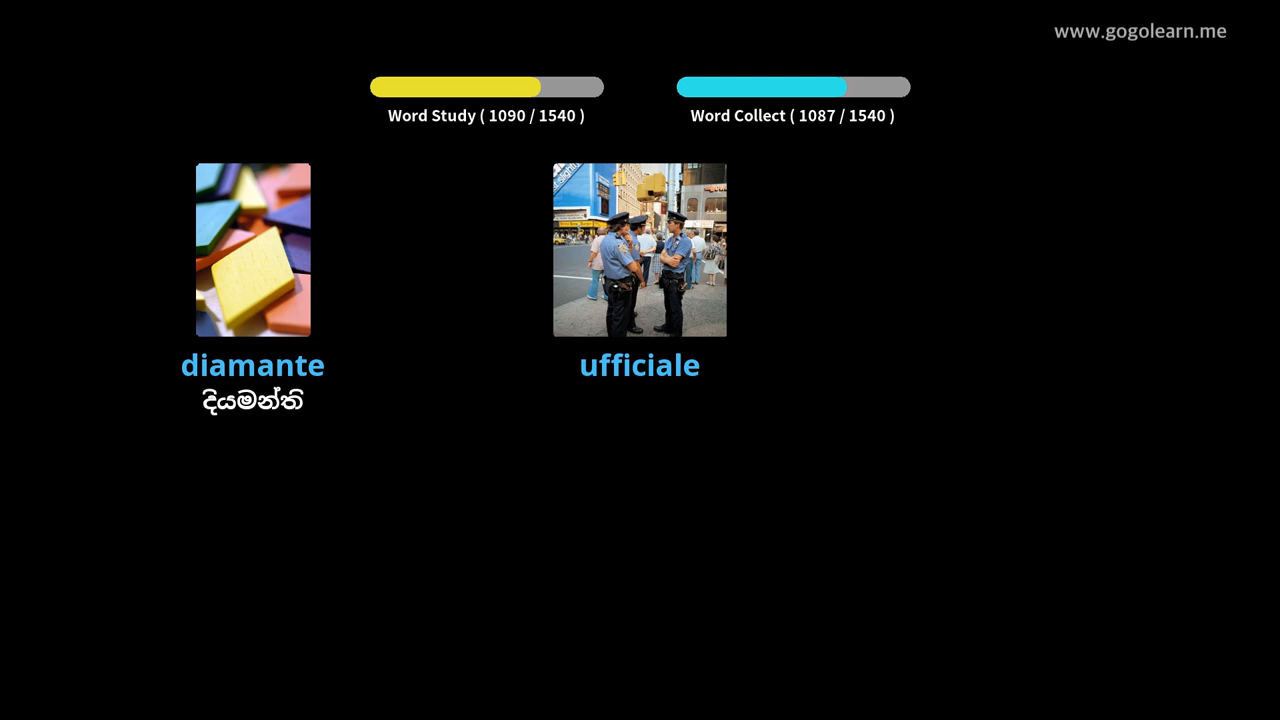 www.gogolearn.me
Word Study ( 1090 / 1540 )
Word Collect ( 1087 / 1540 )
diamante
දියමන්ති
ufficiale